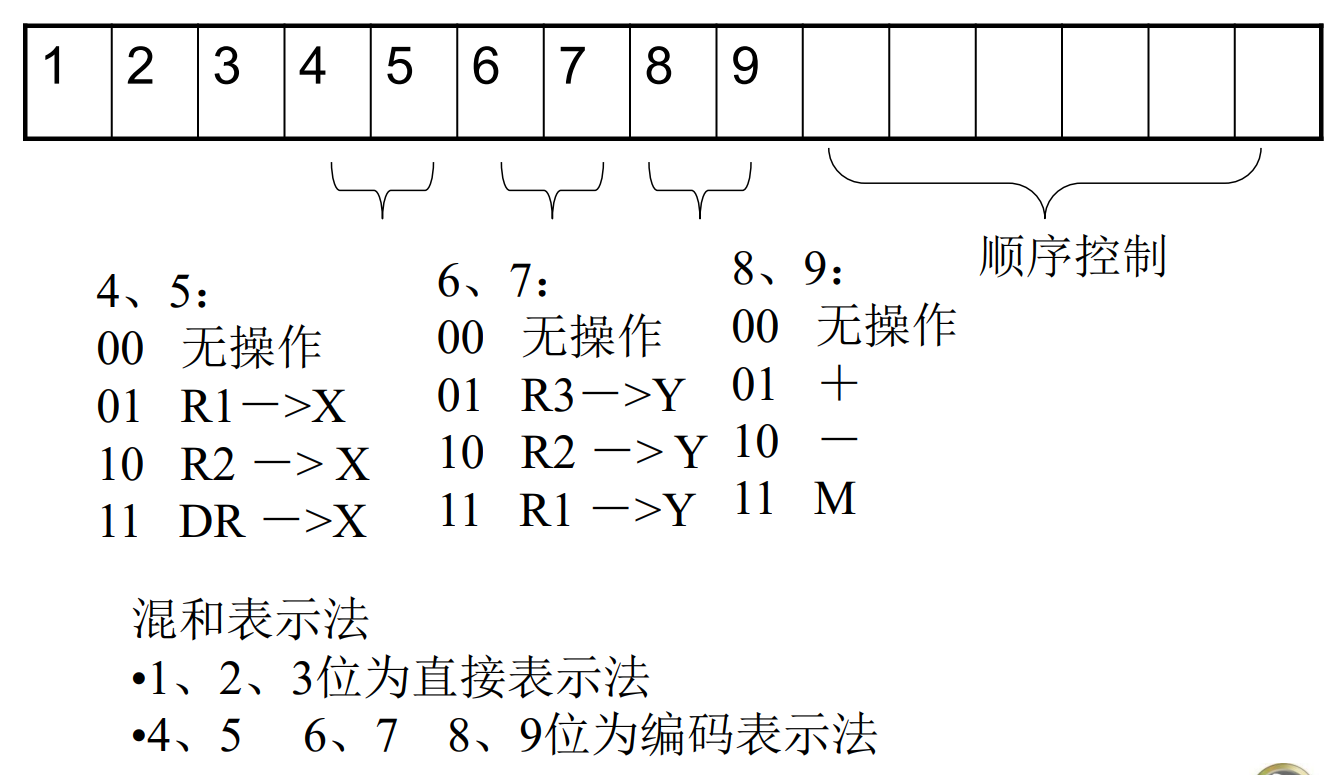 1 2 3 4 5 6 7 8 9
顺序控制
4、5：
00 无操作
01 R1－>X
10 R2 －> X
11 DR －>X
6、7：
00 无操作
01 R3－>Y
10 R2 －> Y
11 R1 －>Y
8、9：
00 无操作
01 ＋
10 －
11 M
混和表示法
•1、2、3位为直接表示法
•4、5 6、7 8、9位为编码表示法